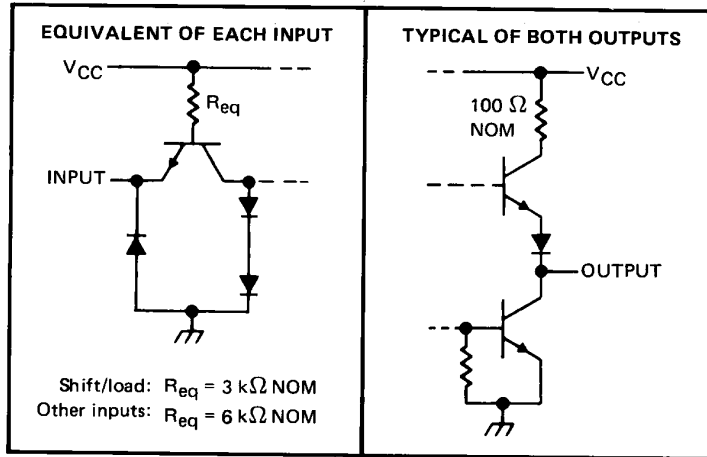 EQUIVALENT OF EACH INPUT
VCC
Req
INPUT
Shift/load: Req = 3 kΩ NOM
Other inputs: Req = 6 kΩ NOM
TYPICAL OF BOTH OUTPUTS
VCC
100 Ω
NOM
OUTPUT